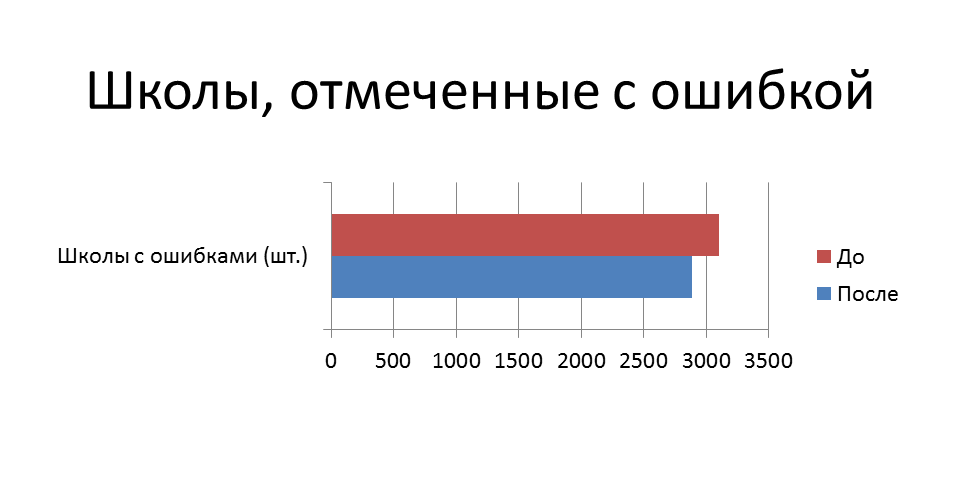 Школы, отмеченные с ошибкой
Школы с ошибками (шт.)
До
После
0 500 1000 1500 2000 2500 3000 3500